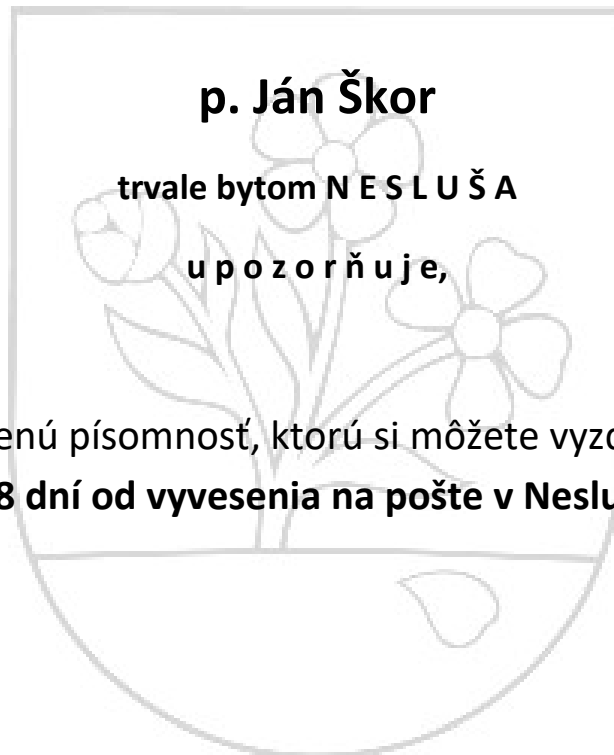 p. Ján Škor
trvale bytom N E S L U Š A
u p o z o r ň u j e,
enú písomnosť, ktorú si môžete vyzd
8 dní od vyvesenia na pošte v Neslu